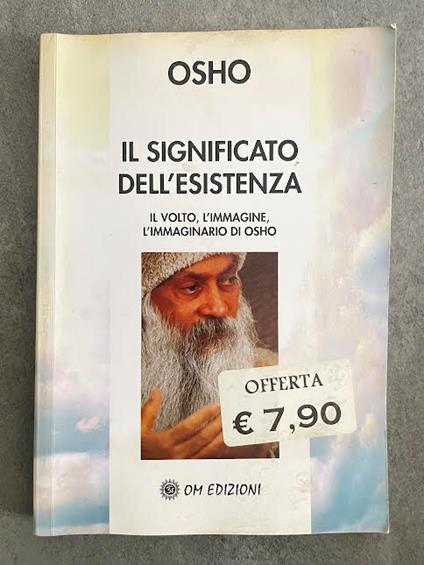 OSHO
IL SIGNIFICATO
DELL'ESISTENZA
IL VOLTO, L'IMMAGINE,
L'IMMAGINARIO DI OSHO
OFFERTA
€ 7,90
OM EDIZIONI